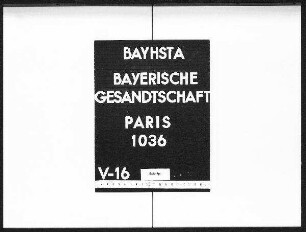 BAYHSTA
BAYERISCHE
GESANDTSCHAFT
PARIS
1036
V-16